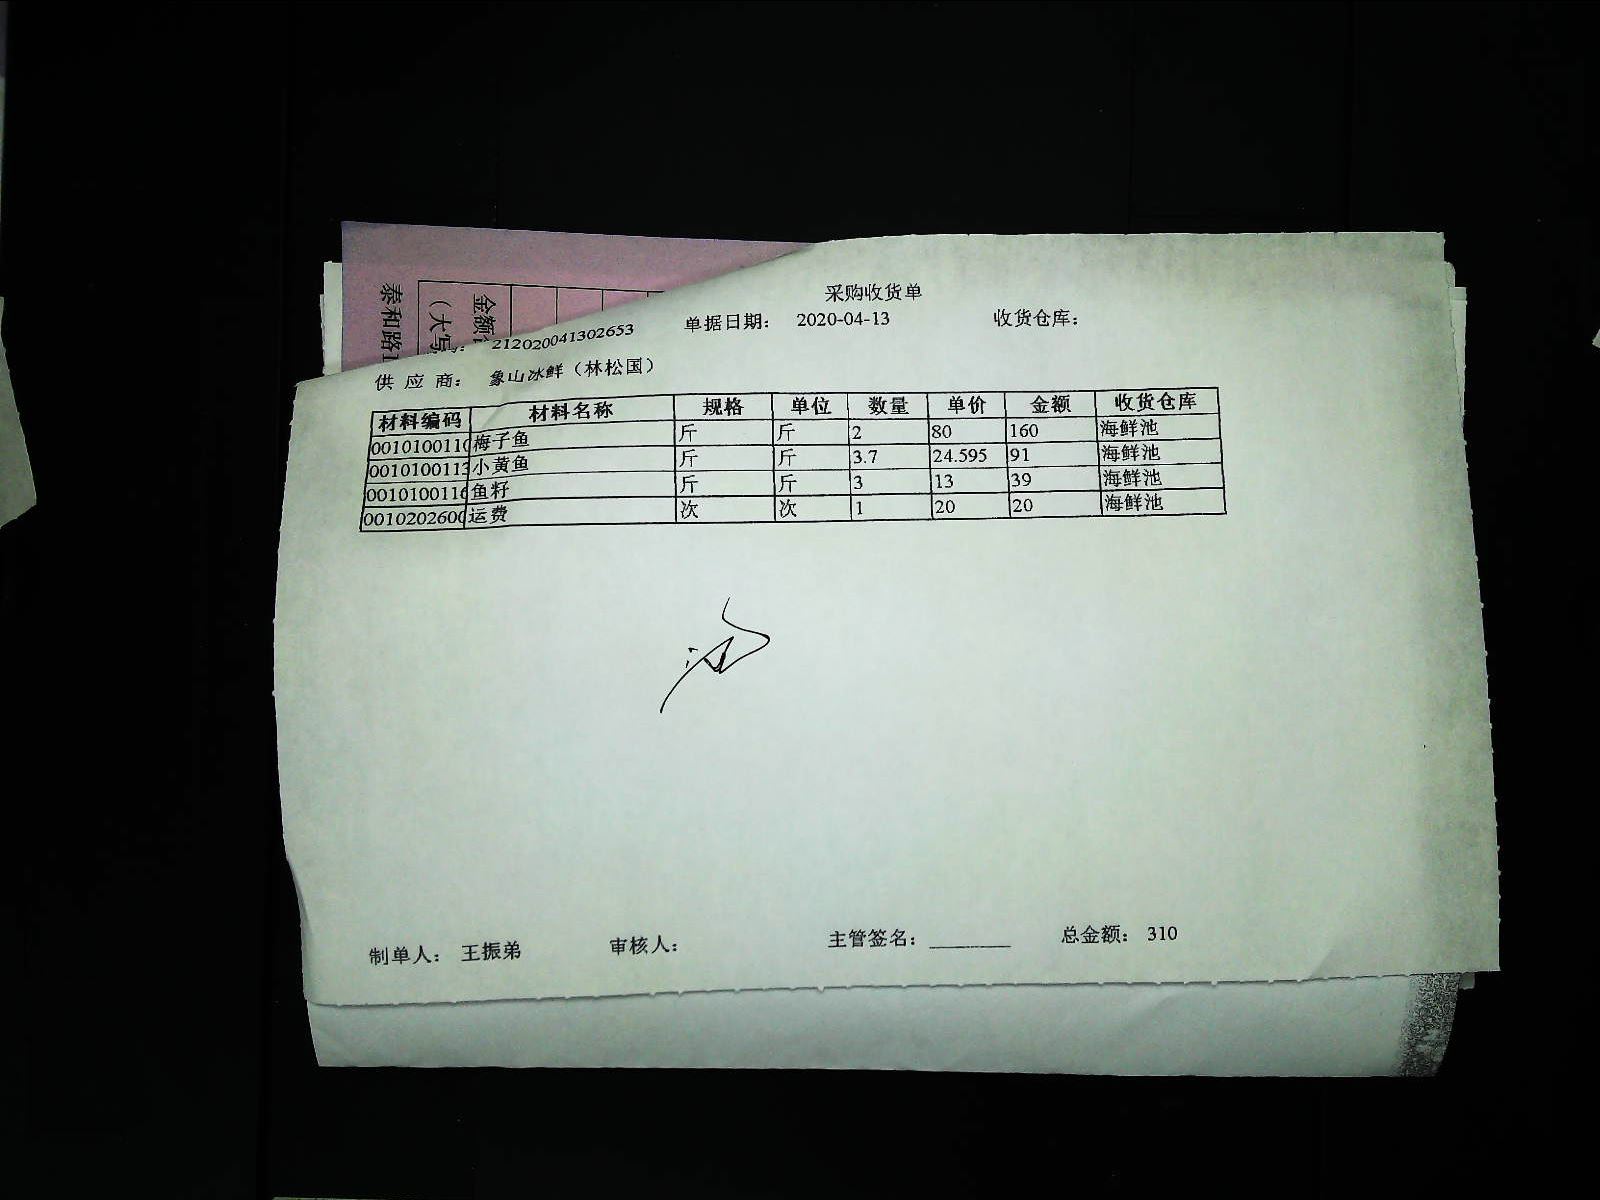 采购收货单
212020041302653 单据日期： 2020-04-13 收货仓库：
供 应 商： 象山冰鲜（林松国）
材料编码 材料名称 规格 单位 数量 单价 金额 收货仓库
0010100110 梅子鱼 斤 斤 2 80 160 海鲜池
0010100113 小黄鱼 斤 斤 3.7 24.595 91 海鲜池
0010100116 鱼籽 斤 斤 3 13 39 海鲜池
0010202600 运费 次 次 1 20 20 海鲜池
制单人： 王振弟 审核人： 主管签名： 总金额： 310
泰和路
（大写
金额